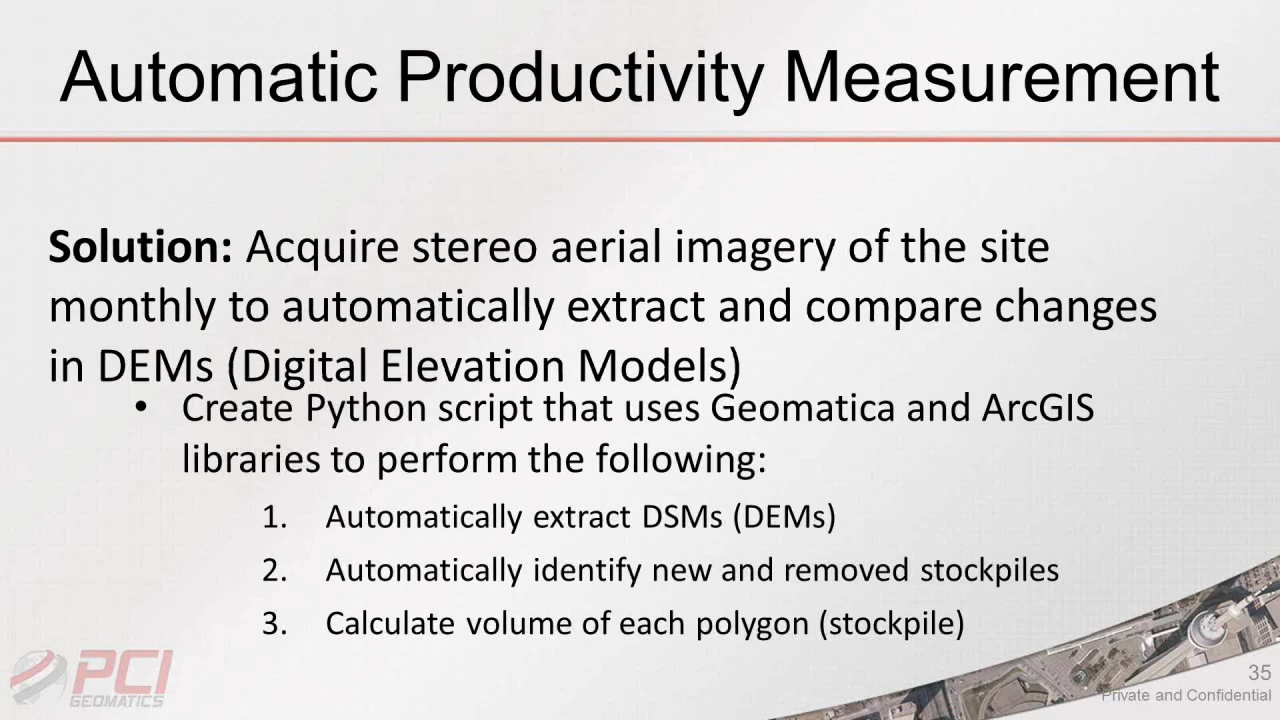 Automatic Productivity Measurement
Solution: Acquire stereo aerial imagery of the site
monthly to automatically extract and compare changes
in DEMs (Digital Elevation Models)
• Create Python script that uses Geomatica and ArcGIS
libraries to perform the following:
1. Automatically extract DSMs (DEMs)
2. Automatically identify new and removed stockpiles
3. Calculate volume of each polygon (stockpile)
PCI
GEOMATICS
35
Private and Confidential